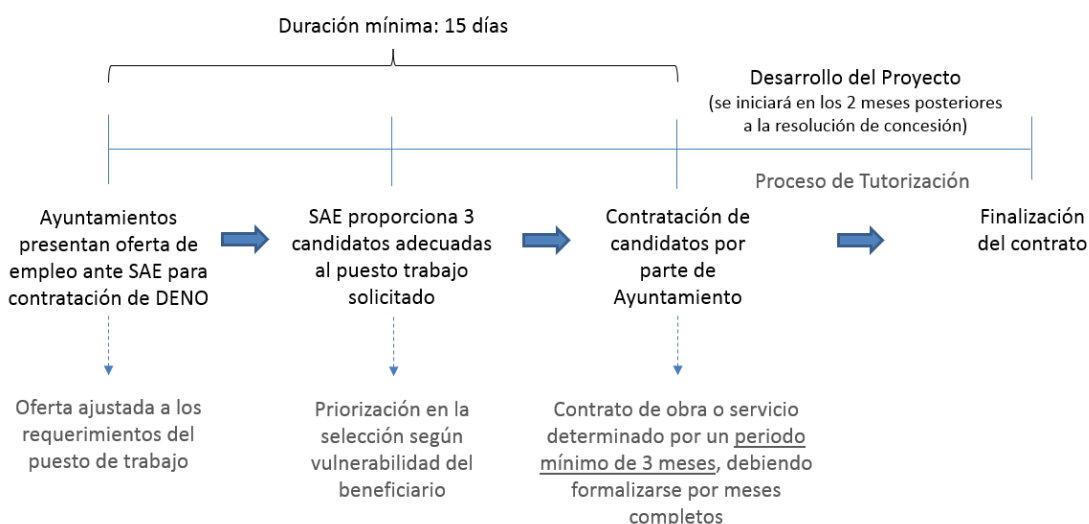 Duración mínima: 15 días
Desarrollo del Proyecto
(se iniciará en los 2 meses posteriores
a la resolución de concesión)
Proceso de Tutorización
Ayuntamientos
presentan oferta de
empleo ante SAE para
contratación de DENO
SAE proporciona 3
candidatos adecuadas
al puesto trabajo
solicitado
Contratación de
candidatos por
parte de
Ayuntamiento
Finalización
del contrato
Oferta ajustada a los
requerimientos del
puesto de trabajo
Priorización en la
selección según
vulnerabilidad del
beneficiario
Contrato de obra o servicio
determinado por un periodo
mínimo de 3 meses, debiendo
formalizarse por meses
completos